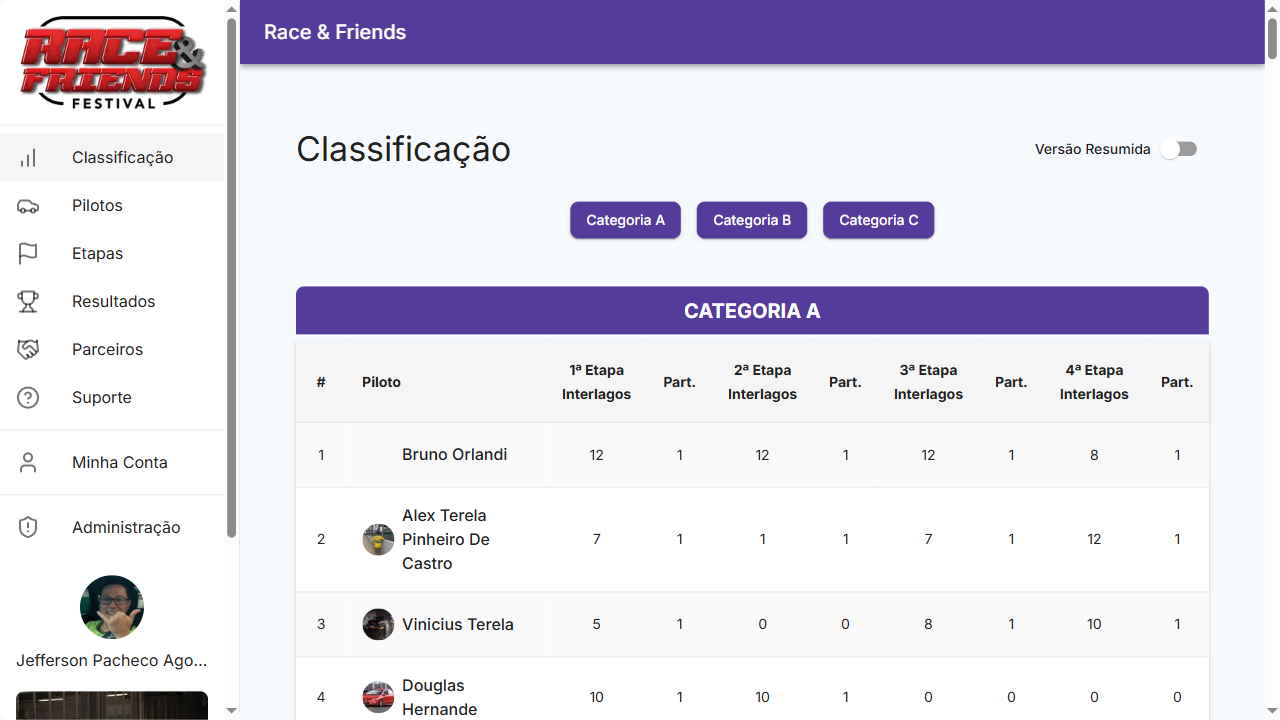 RACE &
FRIENDS
FESTIVAL
Classificação
Pilotos
Etapas
Resultados
Parceiros
Suporte
Minha Conta
Administração
Jefferson Pacheco Ago...
Race & Friends
Classificação
Versão Resumida
Categoria A
Categoria B
Categoria C
CATEGORIA A
# Piloto 1ª Etapa Interlagos Part. 2ª Etapa Interlagos Part. 3ª Etapa Interlagos Part. 4ª Etapa Interlagos Part.
1 Bruno Orlandi 12 1 12 1 12 1 8 1
2 Alex Terela Pinheiro De Castro 7 1 1 1 7 1 12 1
3 Vinicius Terela 5 1 0 0 8 1 10 1
4 Douglas Hernande 10 1 10 1 0 0 0 0